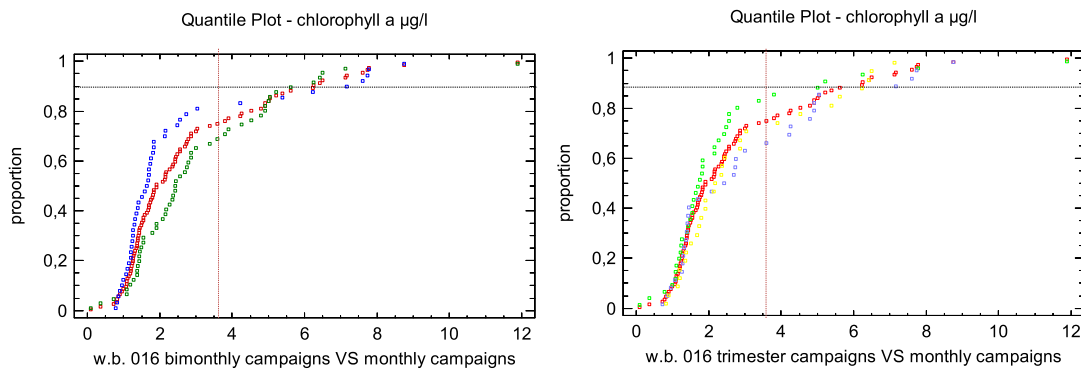 Quantile Plot - chlorophyll a µg/l
proportion
1
0,8
0,6
0,4
0,2
0
0 2 4 6 8 10 12
w.b. 016 bimonthly campaigns VS monthly campaigns
Quantile Plot - chlorophyll a µg/l
proportion
1
0,8
0,6
0,4
0,2
0
0 2 4 6 8 10 12
w.b. 016 trimester campaigns VS monthly campaigns